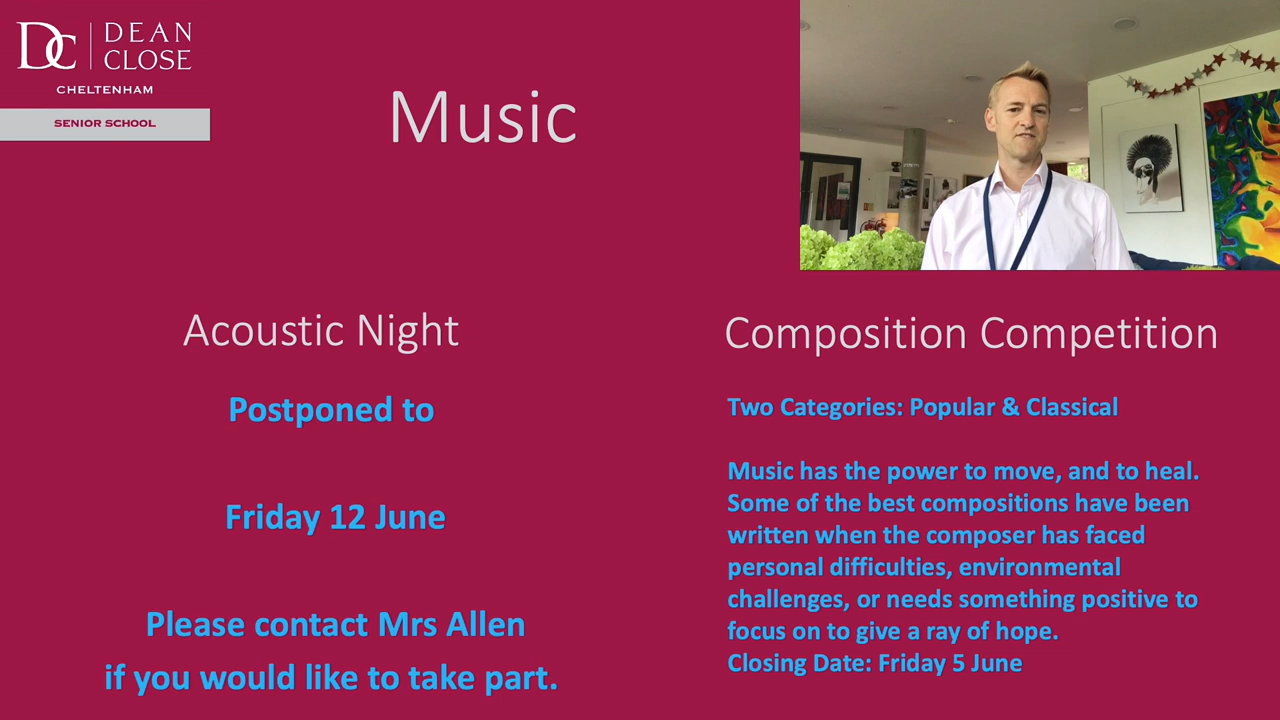 DEAN
CLOSE
CHELTENHAM
SENIOR SCHOOL
Music
Acoustic Night
Postponed to
Friday 12 June
Please contact Mrs Allen
if you would like to take part.
Composition Competition
Two Categories: Popular & Classical
Music has the power to move, and to heal.
Some of the best compositions have been
written when the composer has faced
personal difficulties, environmental
challenges, or needs something positive to
focus on to give a ray of hope.
Closing Date: Friday 5 June